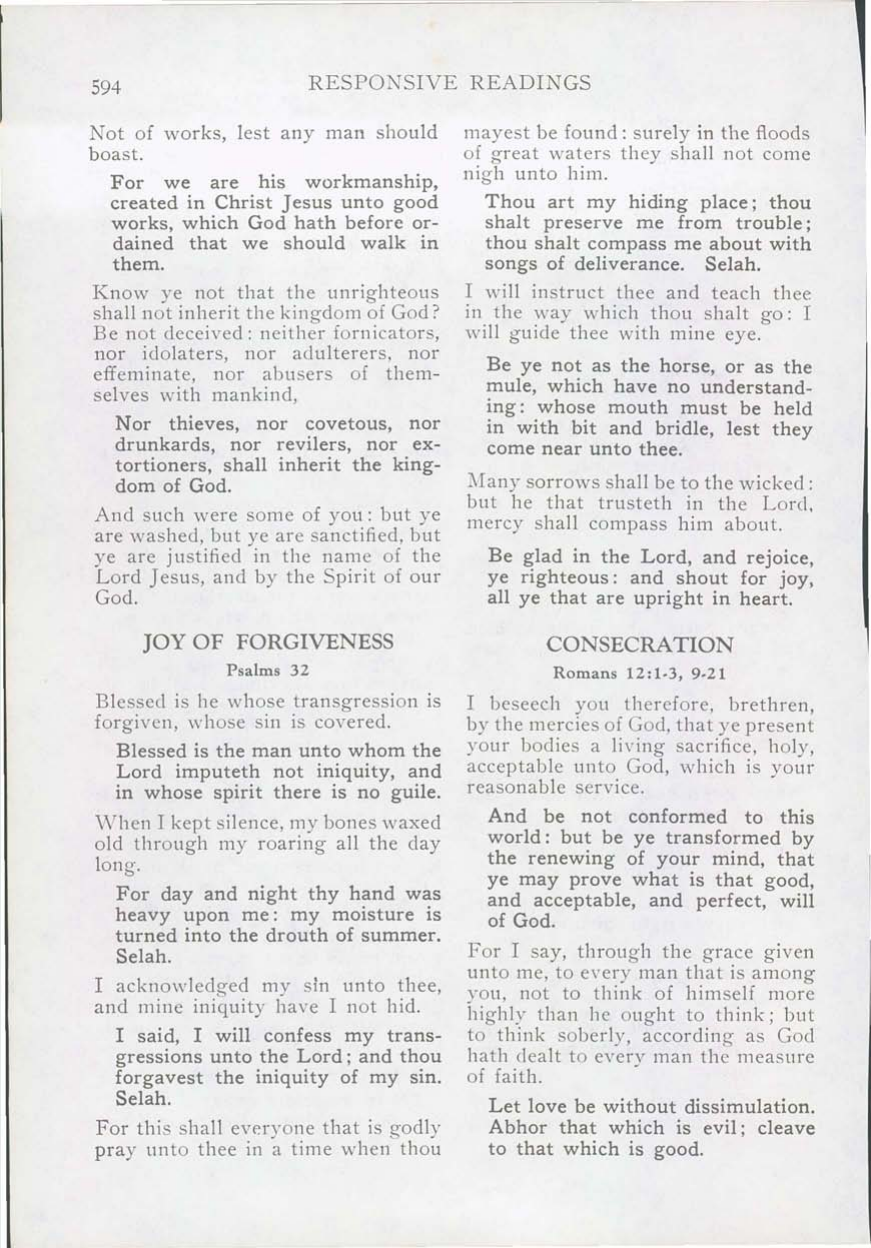 594
RESPONSIVE READINGS
Not of works, lest any man should
boast.
For we are his workmanship,
created in Christ Jesus unto good
works, which God hath before or-
dained that we should walk in
them.
Know ye not that the unrighteous
shall not inherit the kingdom of God?
Be not deceived: neither fornicators,
nor idolaters, nor adulterers, nor
effeminate, nor abusers of them-
selves with mankind,
Nor thieves, nor covetous, nor
drunkards, nor revilers, nor ex-
tortioners, shall inherit the king-
dom of God.
And such were some of you: but ye
are washed, but ye are sanctified, but
ye are justified in the name of the
Lord Jesus, and by the Spirit of our
God.
JOY OF FORGIVENESS
Psalms 32
Blessed is he whose transgression is
forgiven, whose sin is covered.
Blessed is the man unto whom the
Lord imputeth not iniquity, and
in whose spirit there is no guile.
When I kept silence, my bones waxed
old through my roaring all the day
long.
For day and night thy hand was
heavy upon me: my moisture is
turned into the drouth of summer.
Selah.
I acknowledged my sin unto thee,
and mine iniquity have I not hid.
I said, I will confess my trans-
gressions unto the Lord; and thou
forgavest the iniquity of my sin.
Selah.
For this shall everyone that is godly
pray unto thee in a time when thou
mayest be found: surely in the floods
of great waters they shall not come
nigh unto him.
Thou art my hiding place; thou
shalt preserve me from trouble;
thou shalt compass me about with
songs of deliverance. Selah.
I will instruct thee and teach thee
in the way which thou shalt go: I
will guide thee with mine eye.
Be ye not as the horse, or as the
mule, which have no understand-
ing: whose mouth must be held
in with bit and bridle, lest they
come near unto thee.
Many sorrows shall be to the wicked:
but he that trusteth in the Lord,
mercy shall compass him about.
Be glad in the Lord, and rejoice,
ye righteous: and shout for joy,
all ye that are upright in heart.
CONSECRATION
Romans 12:1-3, 9-21
I beseech you therefore, brethren,
by the mercies of God, that ye present
your bodies a living sacrifice, holy,
acceptable unto God, which is your
reasonable service.
And be not conformed to this
world: but be ye transformed by
the renewing of your mind, that
ye may prove what is that good,
and acceptable, and perfect, will
of God.
For I say, through the grace given
unto me, to every man that is among
you, not to think of himself more
highly than he ought to think; but
to think soberly, according as God
hath dealt to every man the measure
of faith.
Let love be without dissimulation.
Abhor that which is evil; cleave
to that which is good.